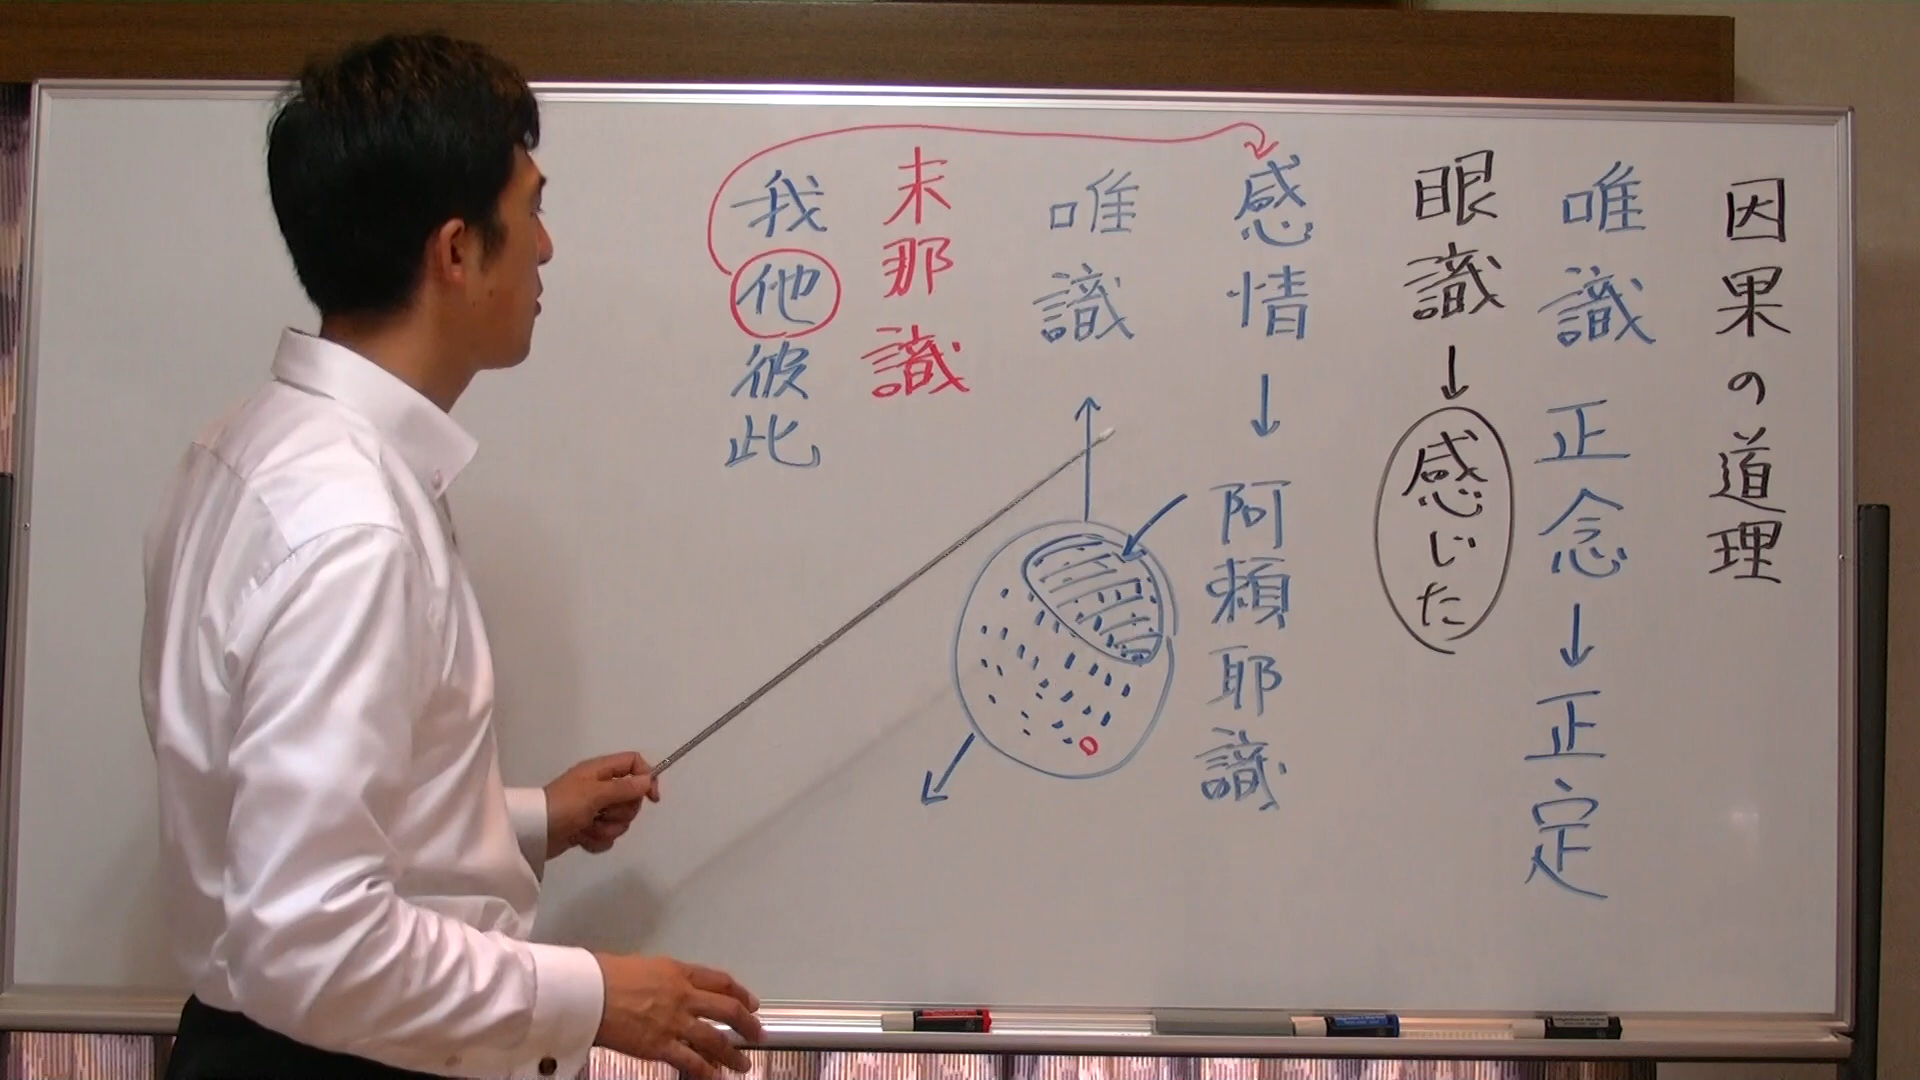 因果の道理
唯識 正念→正定
眼識→感じた
感情→阿頼耶識
唯識
末那識
我他彼此